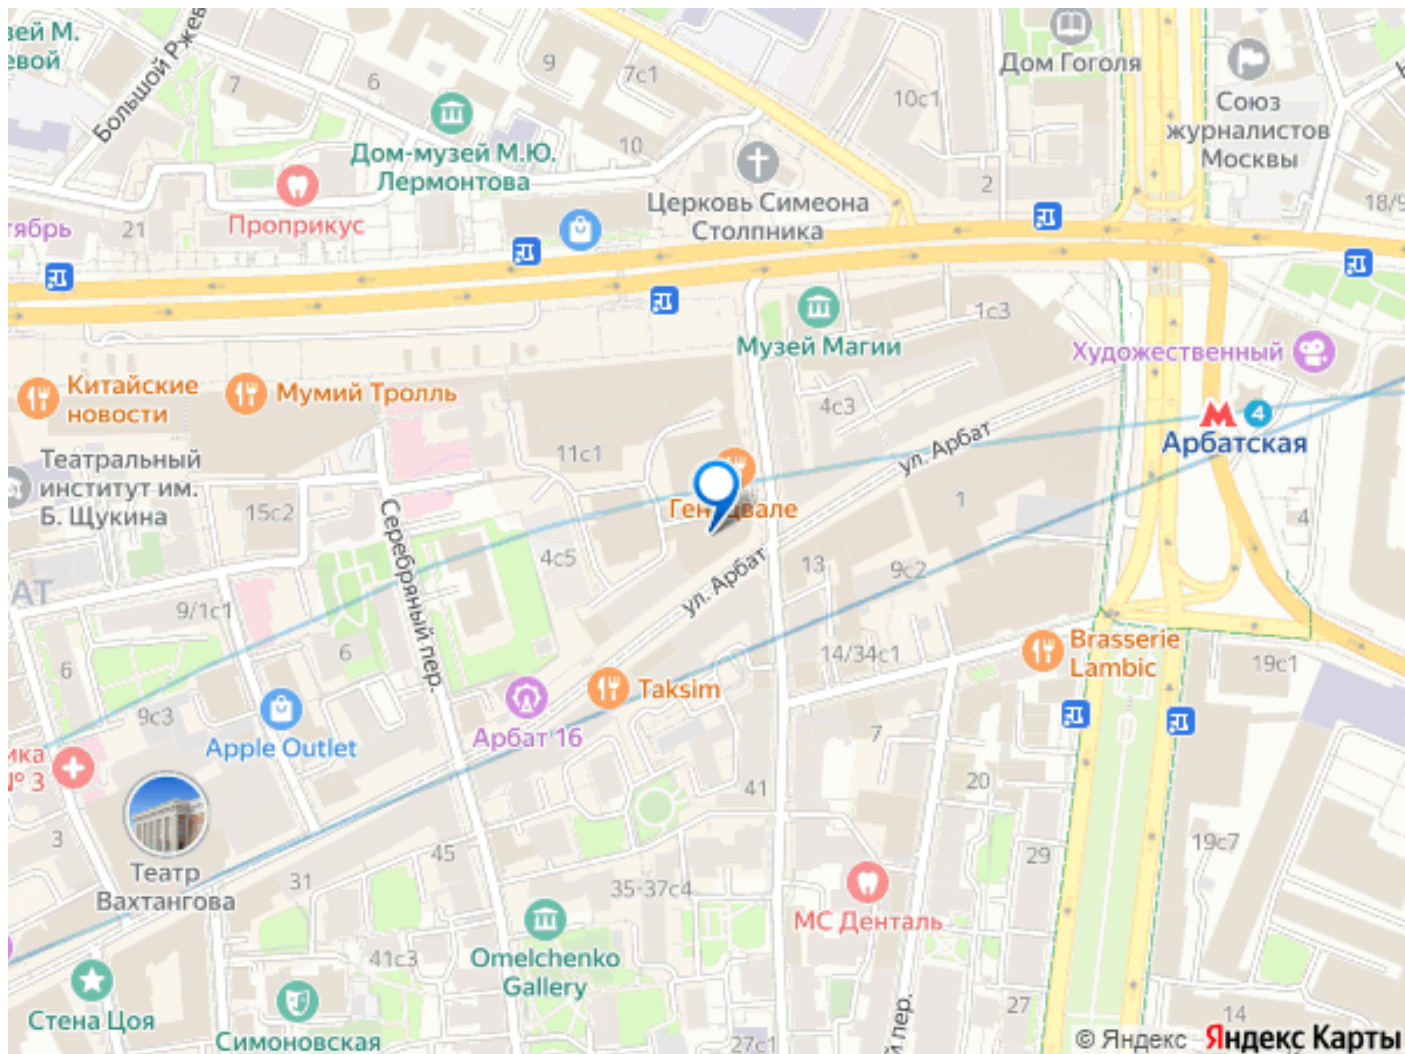 зей М.
евой
Большой Ржев
7
6
9
7с1
10
Дом-музей М.Ю.
Лермонтова
Проприкус
тябрь
21
Церковь Симеона
Столпника
10с1
2
Дом Гоголя
Союз
журналистов
Москвы
18/9
Музей Магии
1с3
Художественный
Китайские
новости
Мумий Тролль
4с3
4
Арбатская
ул. Арбат
Театральный
институт им.
Б. Щукина
11с1
15с2
1
4
4с5
Серебряный пер.
ул. Арбат
13
9с2
АТ
9/1с1
6
6
14/34с1
Brasserie
Lambic
19с1
Taksim
Арбат 16
9с3
Apple Outlet
7
ика
№ 3
41
20
3
Театр
Вахтангова
45
31
35-37с4
29
19с7
МС Денталь
41с3
Omelchenko
Gallery
Стена Цоя
Симоновская
27с1
й пер.
27
14
© Яндекс Яндекс Карты